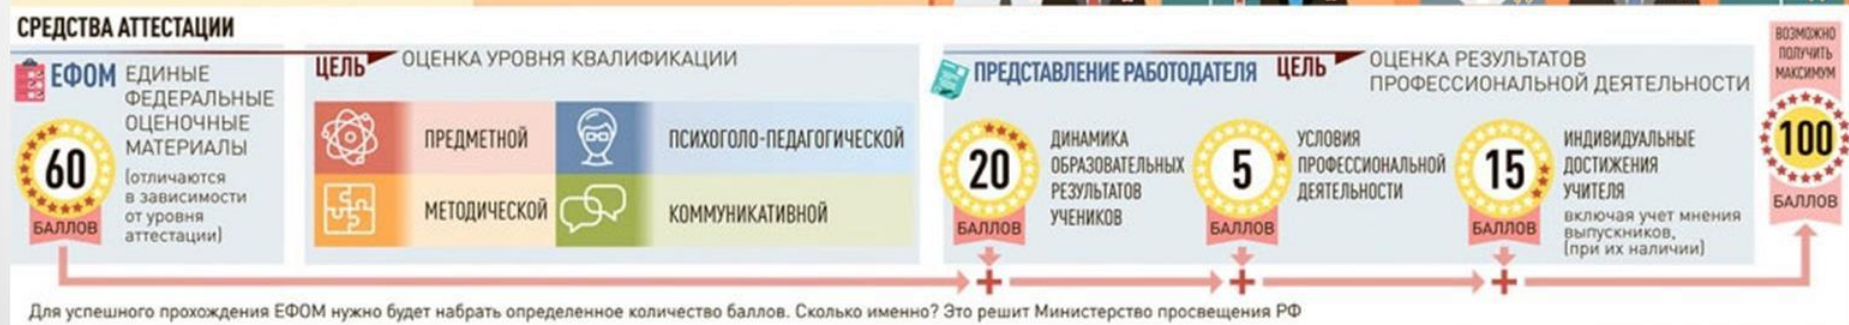 СРЕДСТВА АТТЕСТАЦИИ
ЕФОМ
ЕДИНЫЕ
ФЕДЕРАЛЬНЫЕ
ОЦЕНОЧНЫЕ
МАТЕРИАЛЫ
(отличаются
в зависимости
от уровня
аттестации)
60
БАЛЛОВ
ЦЕЛЬ
ОЦЕНКА УРОВНЯ КВАЛИФИКАЦИИ
ПРЕДМЕТНОЙ
ПСИХОГОЛО-ПЕДАГОГИЧЕСКОЙ
МЕТОДИЧЕСКОЙ
КОММУНИКАТИВНОЙ
ПРЕДСТАВЛЕНИЕ РАБОТОДАТЕЛЯ
ЦЕЛЬ
ОЦЕНКА РЕЗУЛЬТАТОВ
ПРОФЕССИОНАЛЬНОЙ ДЕЯТЕЛЬНОСТИ
20
БАЛЛОВ
ДИНАМИКА
ОБРАЗОВАТЕЛЬНЫХ
РЕЗУЛЬТАТОВ
УЧЕНИКОВ
5
БАЛЛОВ
УСЛОВИЯ
ПРОФЕССИОНАЛЬНОЙ
ДЕЯТЕЛЬНОСТИ
15
БАЛЛОВ
ИНДИВИДУАЛЬНЫЕ
ДОСТИЖЕНИЯ
УЧИТЕЛЯ
включая учет мнения
выпускников,
(при их наличии)
ВОЗМОЖНО
ПОЛУЧИТЬ
МАКСИМУМ
100
БАЛЛОВ
+
+
+
Для успешного прохождения ЕФОМ нужно будет набрать определенное количество баллов. Сколько именно? Это решит Министерство просвещения РФ